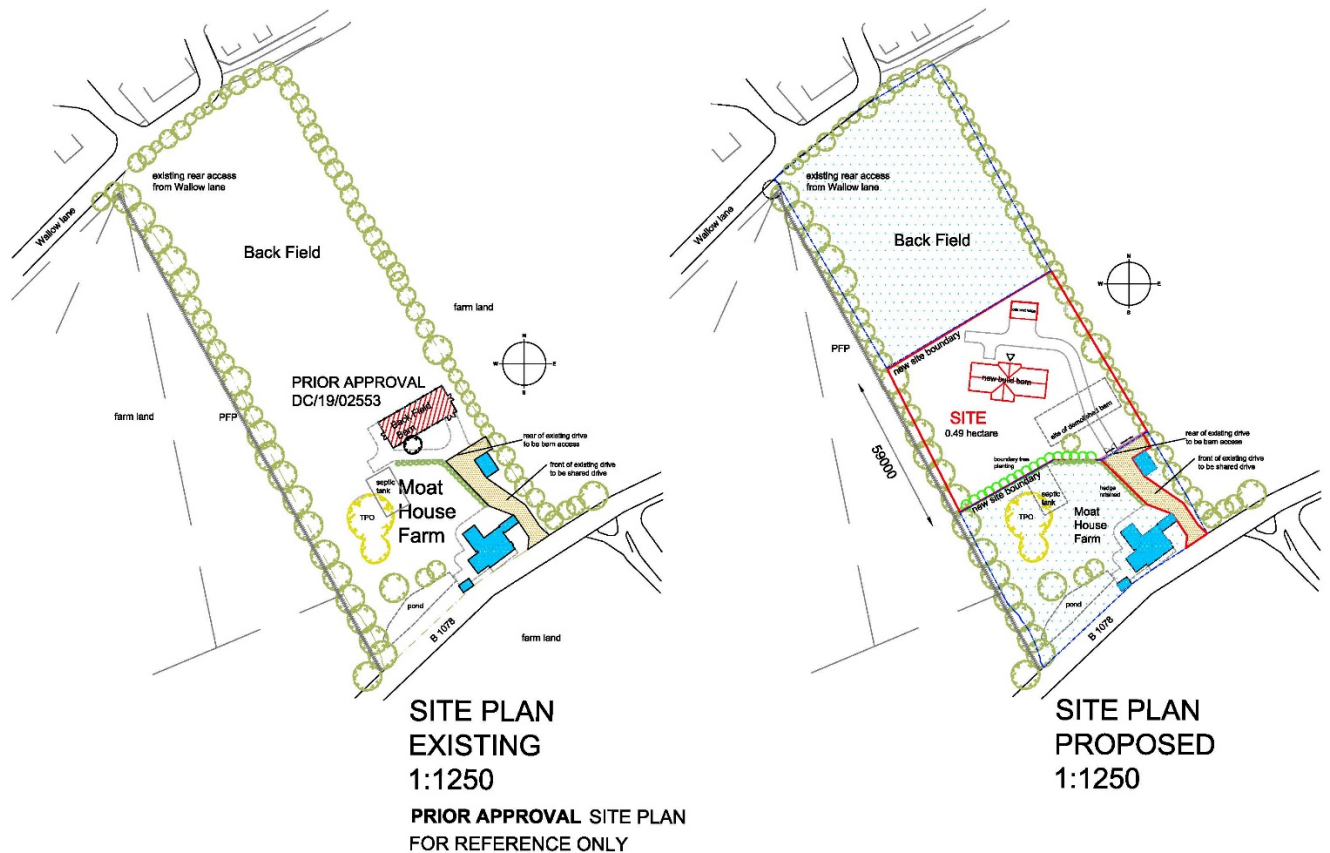 existing rear access
from Wallow lane
Wallow lane
Back Field
farm land
N
W
E
S
PRIOR APPROVAL
DC/19/02553
Back Field
Barn
farm land
PFP
rear of existing drive
to be barn access
front of existing drive
to be shared drive
septic
tank
TPO
Moat
House
Farm
pond
B 1078
farm land
SITE PLAN
EXISTING
1:1250
PRIOR APPROVAL SITE PLAN
FOR REFERENCE ONLY
existing rear access
from Wallow lane
Wallow lane
Back Field
N
W
E
S
PFP
new site boundary
new build barn
SITE
0.49 hectare
site of demolished barn
59000
rear of existing drive
to be barn access
boundary tree
planting
front of existing drive
to be shared drive
new site boundary
septic
tank
hedge
retained
TPO
Moat
House
Farm
pond
B 1078
SITE PLAN
PROPOSED
1:1250